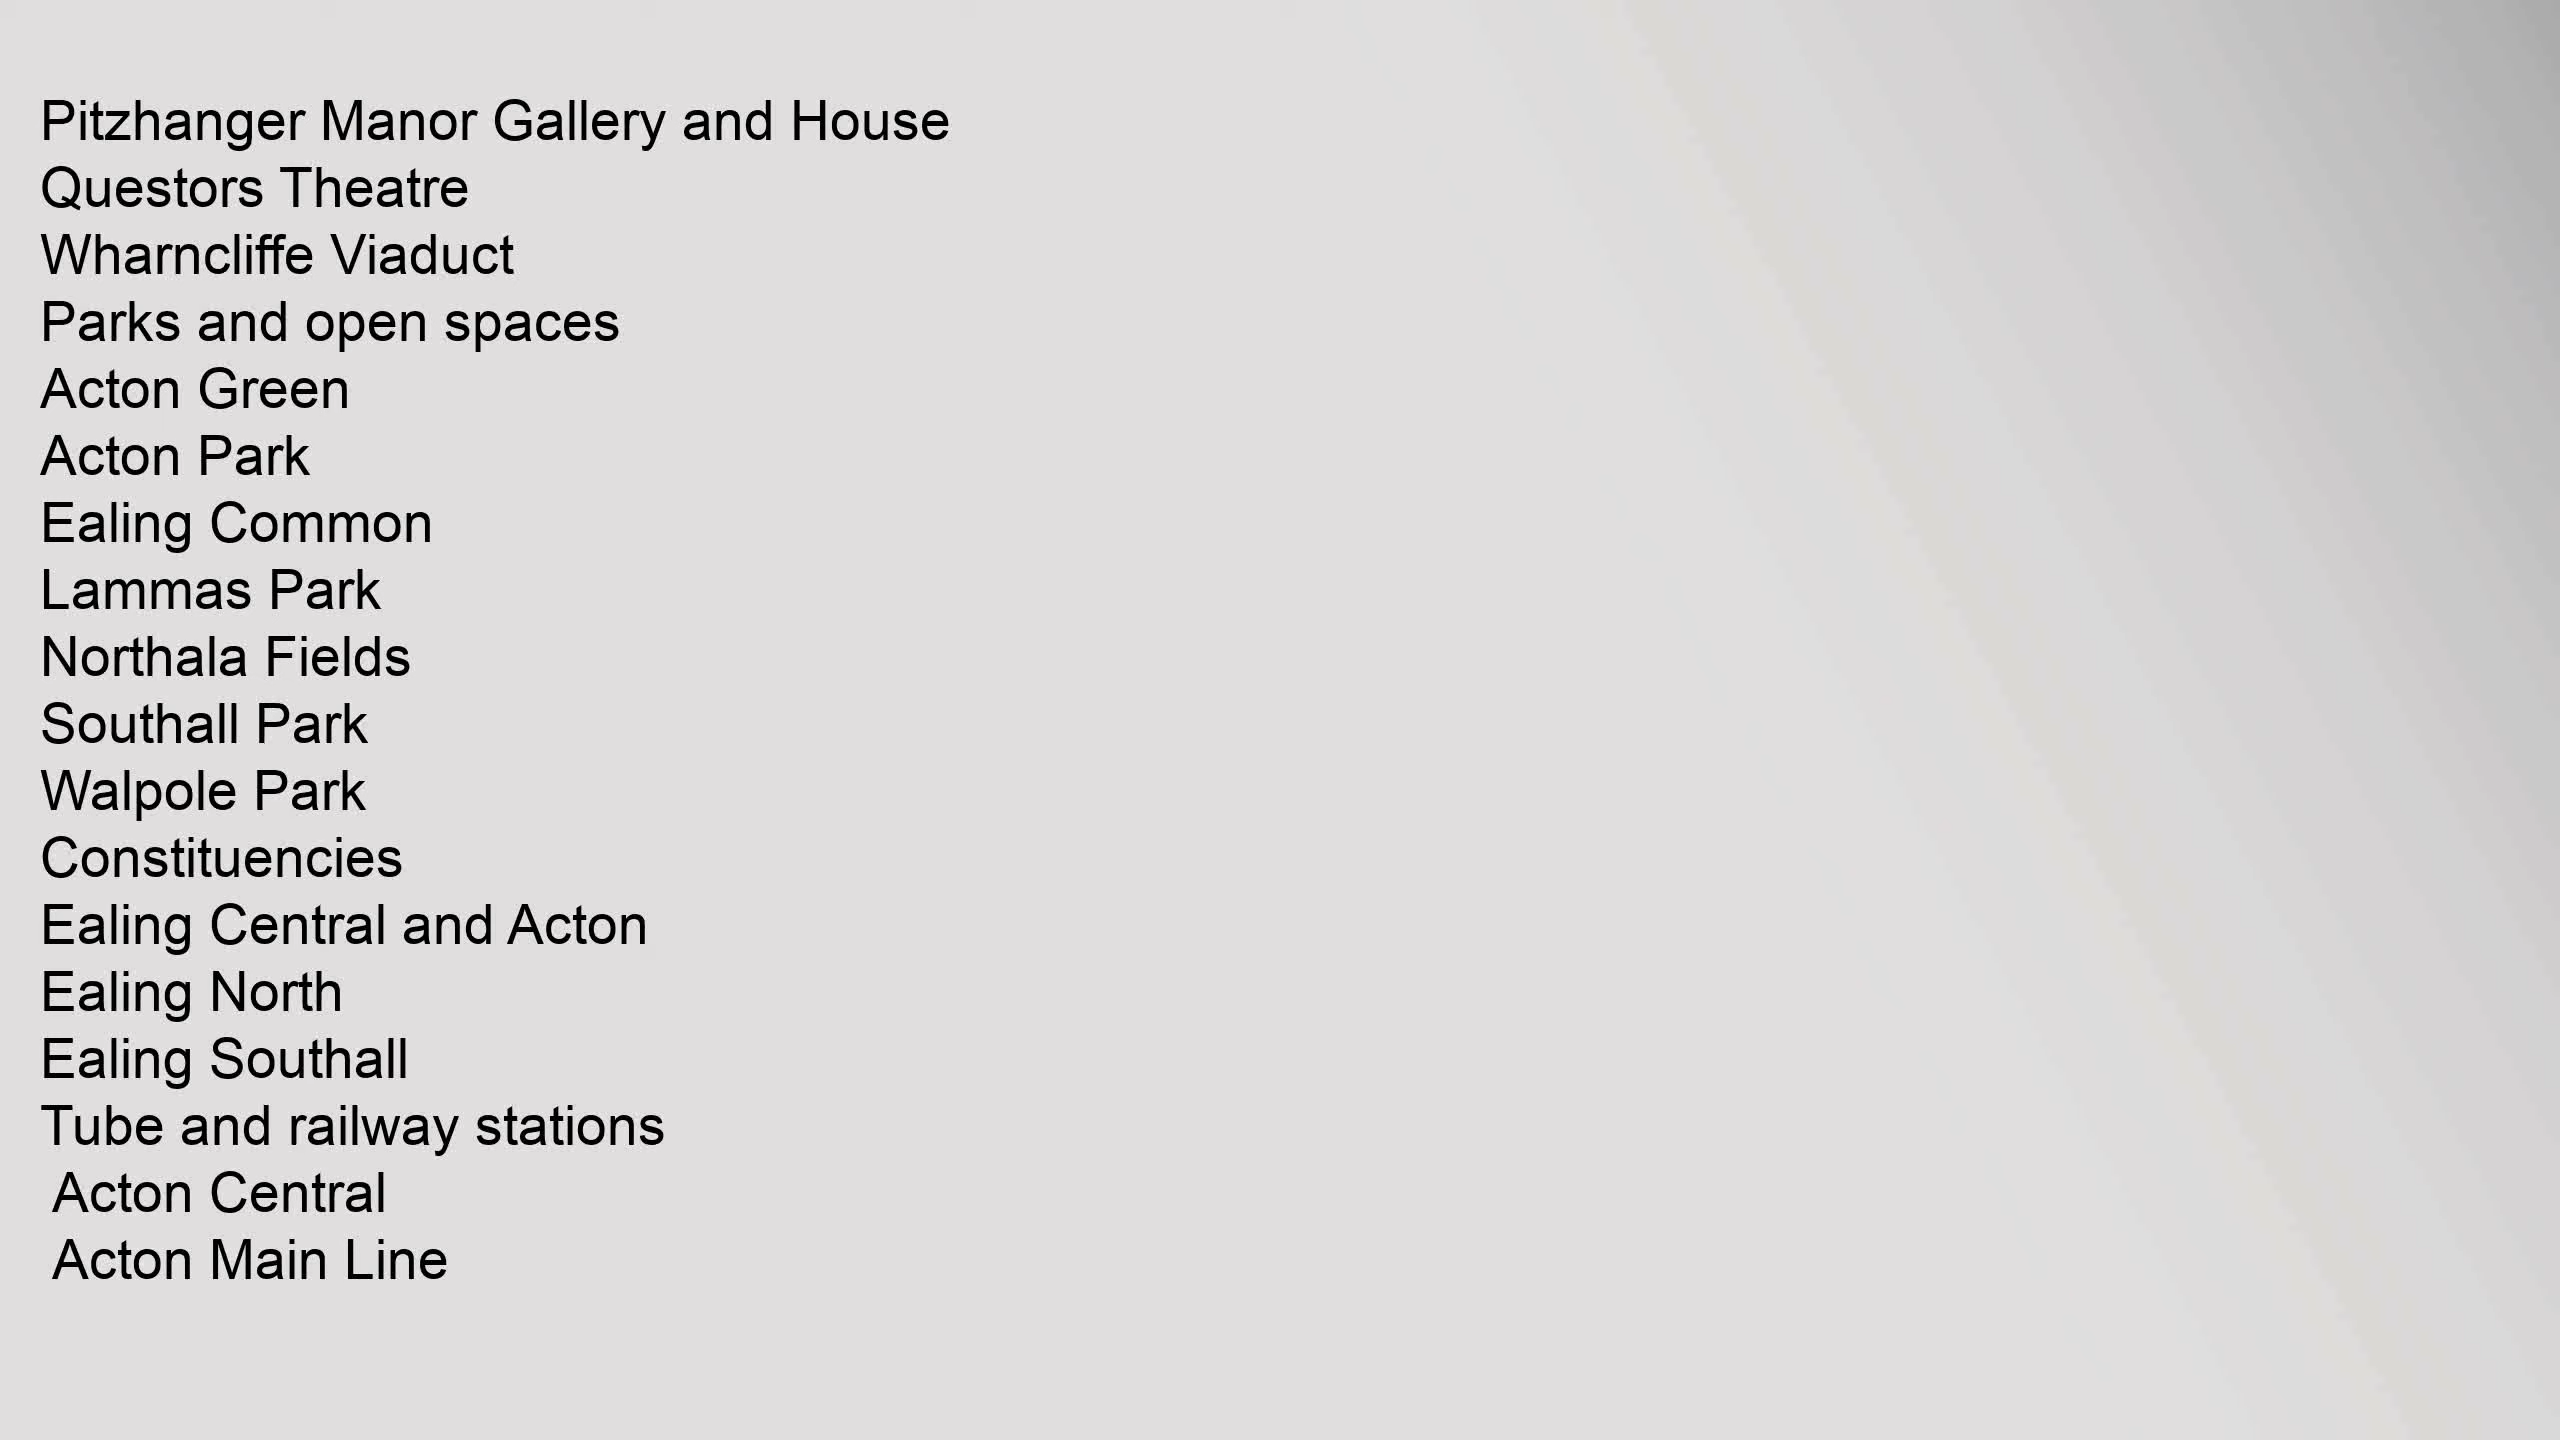 Pitzhanger Manor Gallery and House
Questors Theatre
Wharncliffe Viaduct
Parks and open spaces
Acton Green
Acton Park
Ealing Common
Lammas Park
Northala Fields
Southall Park
Walpole Park
Constituencies
Ealing Central and Acton
Ealing North
Ealing Southall
Tube and railway stations
Acton Central
Acton Main Line